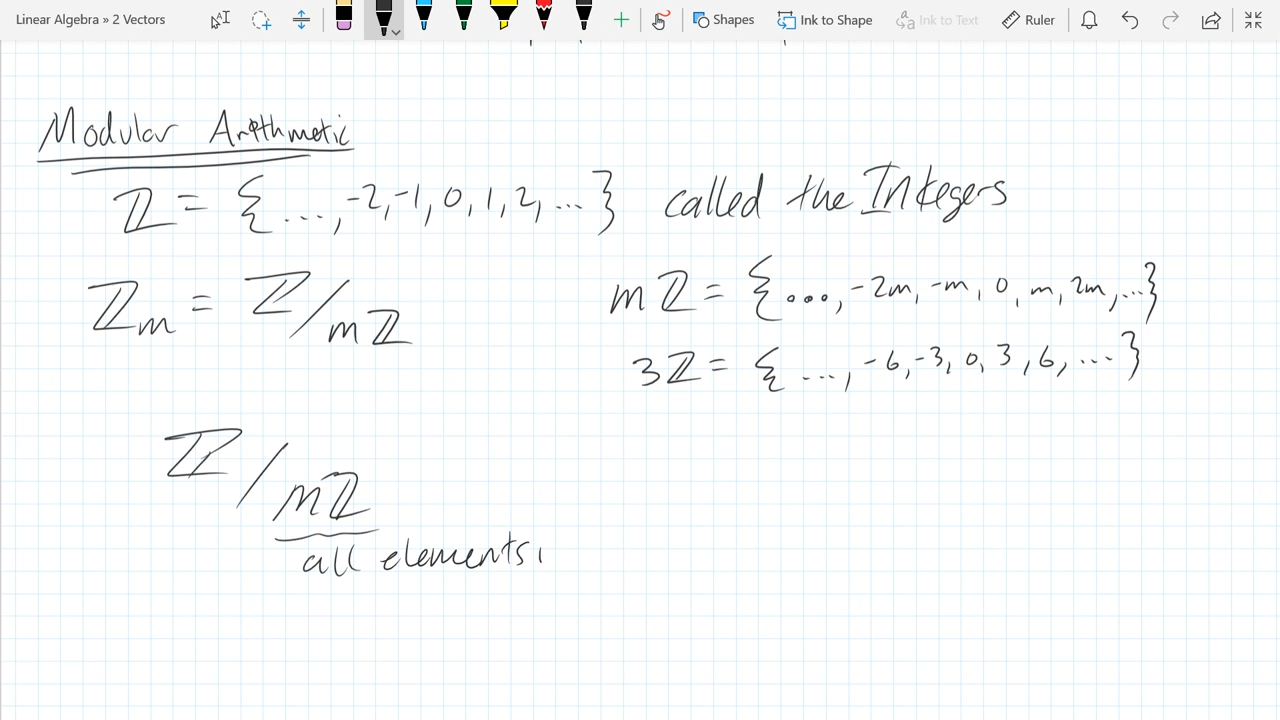 Linear Algebra » 2 Vectors
Shapes
Ink to Shape
Ink to Text
Ruler
Modular Arithmetic
ℤ = {..., -2, -1, 0, 1, 2, ...} called the Integers
ℤm = ℤ/mℤ
mℤ = {..., -2m, -m, 0, m, 2m, ...}
3ℤ = {..., -6, -3, 0, 3, 6, ...}
ℤ/mℤ
all elements